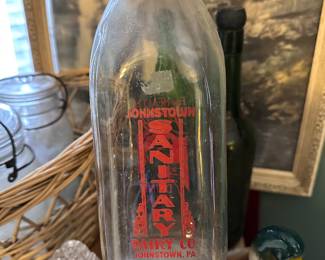 JOHNSTOWN
SANITARY
DAIRY CO.
JOHNSTOWN, PA.